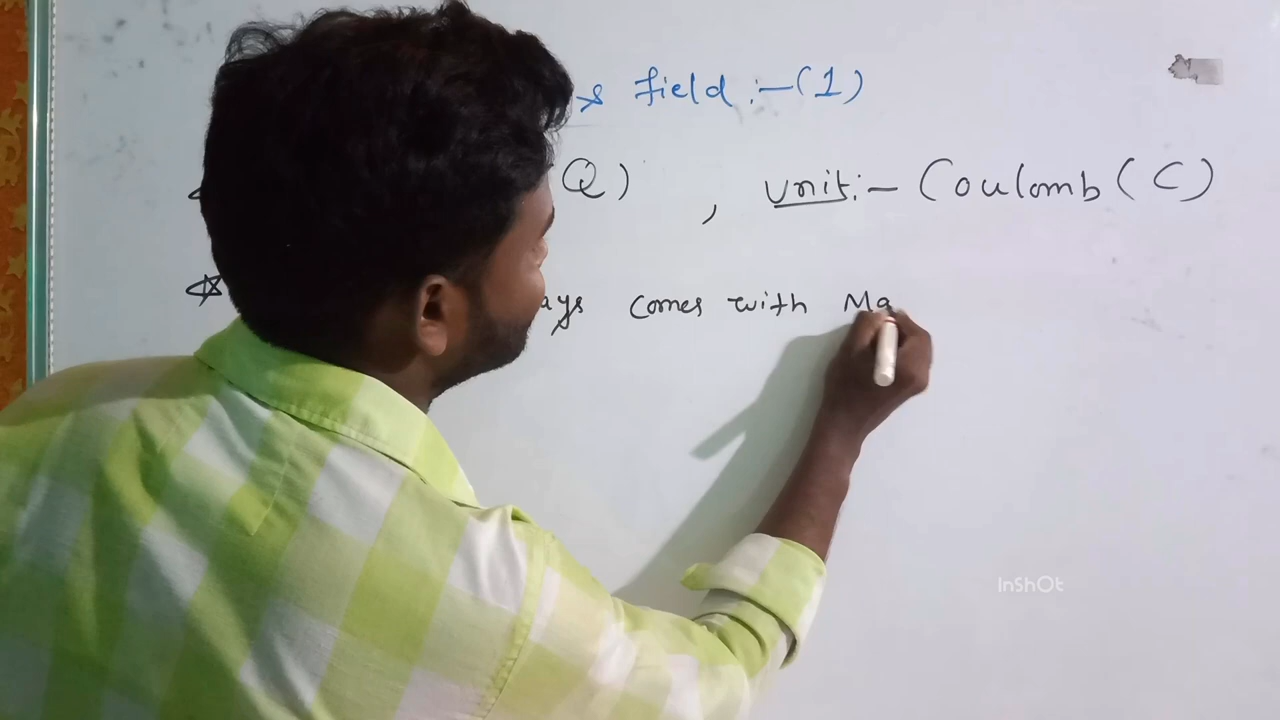 s field :- (1)
Q) , unit :- Coulomb (C)
ays comes with Ma
InShOt